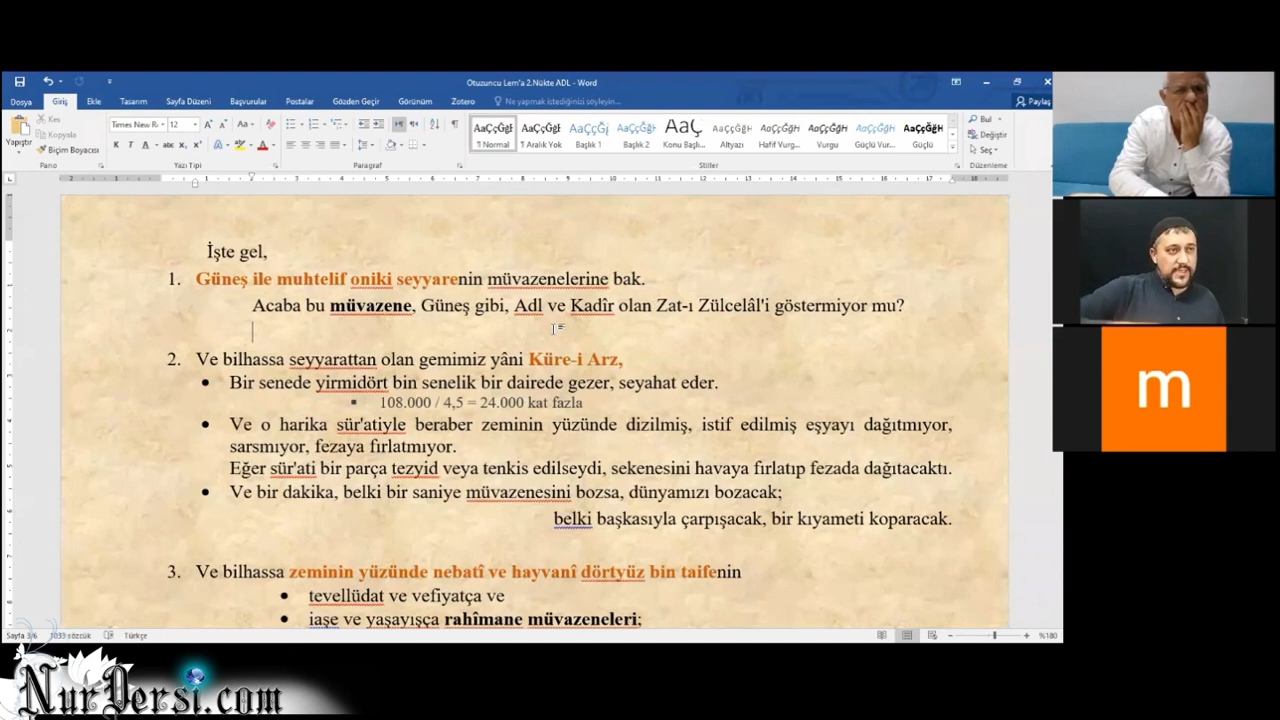 Otuzuncu Lem'a 2.Nükte ADL - Word
Dosya Giriş Ekle Tasarım Sayfa Düzeni Başvurular Postalar Gözden Geçir Görünüm Zotero Ne yapmak istediğinizi söyleyin... Paylaş
Yapıştır
Kes
Kopyala
Biçim Boyacısı
Times New R 12
Pano Yazı Tipi Paragraf Stiller Düzenleme
¶ Normal ¶ Aralık Yok Başlık 1 Başlık 2 Konu Başlı... Altyazı Hafif Vurg... Vurgu Güçlü Vur... Güçlü
Bul
Değiştir
Seç
İşte gel,
1. Güneş ile muhtelif oniki seyyarenin müvazenelerine bak.
Acaba bu müvazene, Güneş gibi, Adl ve Kadîr olan Zat-ı Zülcelâl'i göstermiyor mu?
2. Ve bilhassa seyyarattan olan gemimiz yâni Küre-i Arz,
• Bir senede yirmidört bin senelik bir dairede gezer, seyahat eder.
▪ 108.000 / 4,5 = 24.000 kat fazla
• Ve o harika sür'atiyle beraber zeminin yüzünde dizilmiş, istif edilmiş eşyayı dağıtmıyor,
sarsmıyor, fezaya fırlatmıyor.
Eğer sür'ati bir parça tezyid veya tenkis edilseydi, sekenesini havaya fırlatıp fezada dağıtacaktı.
• Ve bir dakika, belki bir saniye müvazenesini bozsa, dünyamızı bozacak;
belki başkasıyla çarpışacak, bir kıyameti koparacak.
3. Ve bilhassa zeminin yüzünde nebatî ve hayvanî dörtyüz bin taifenin
• tevellüdat ve vefiyatça ve
• iaşe ve yaşayışça rahîmane müvazeneleri;
Sayfa 3/6 1033 sözcük Türkçe %180
m
NurDersi.com